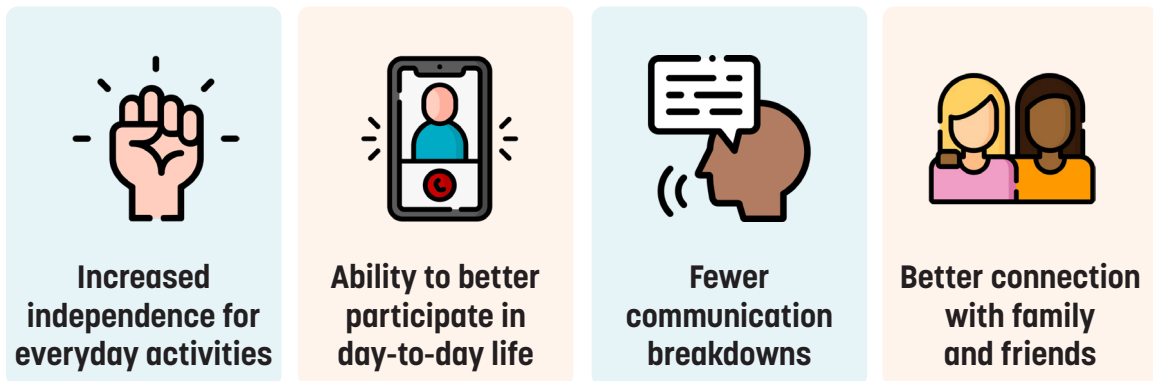 Increased
independence for
everyday activities
Ability to better
participate in
day-to-day life
Fewer
communication
breakdowns
Better connection
with family
and friends